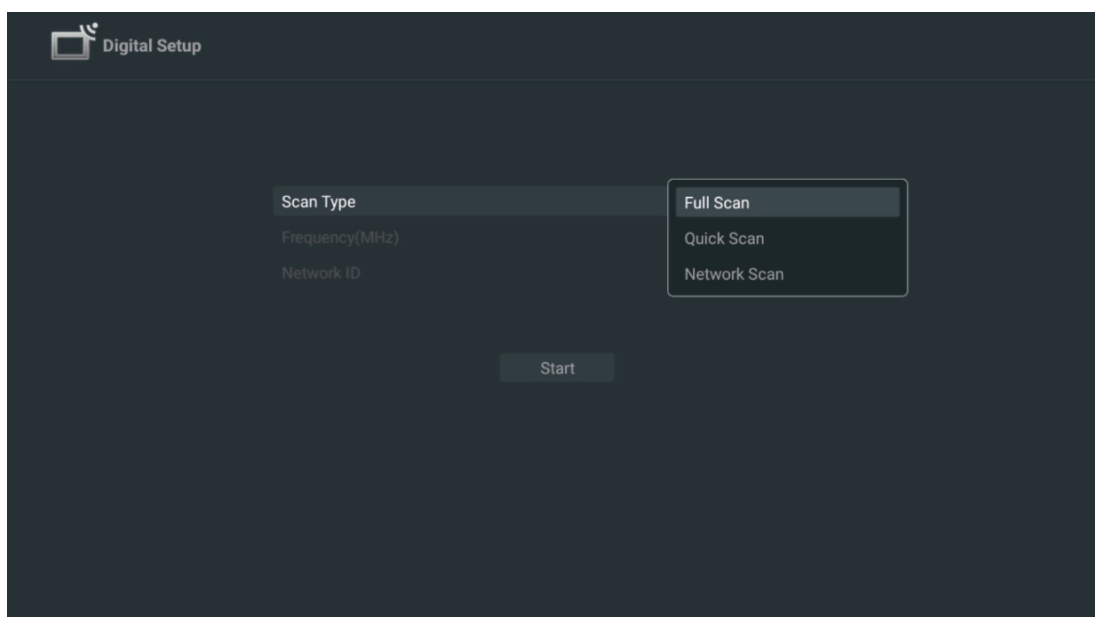 Digital Setup
Scan Type
Full Scan
Frequency(MHz)
Quick Scan
Network ID
Network Scan
Start